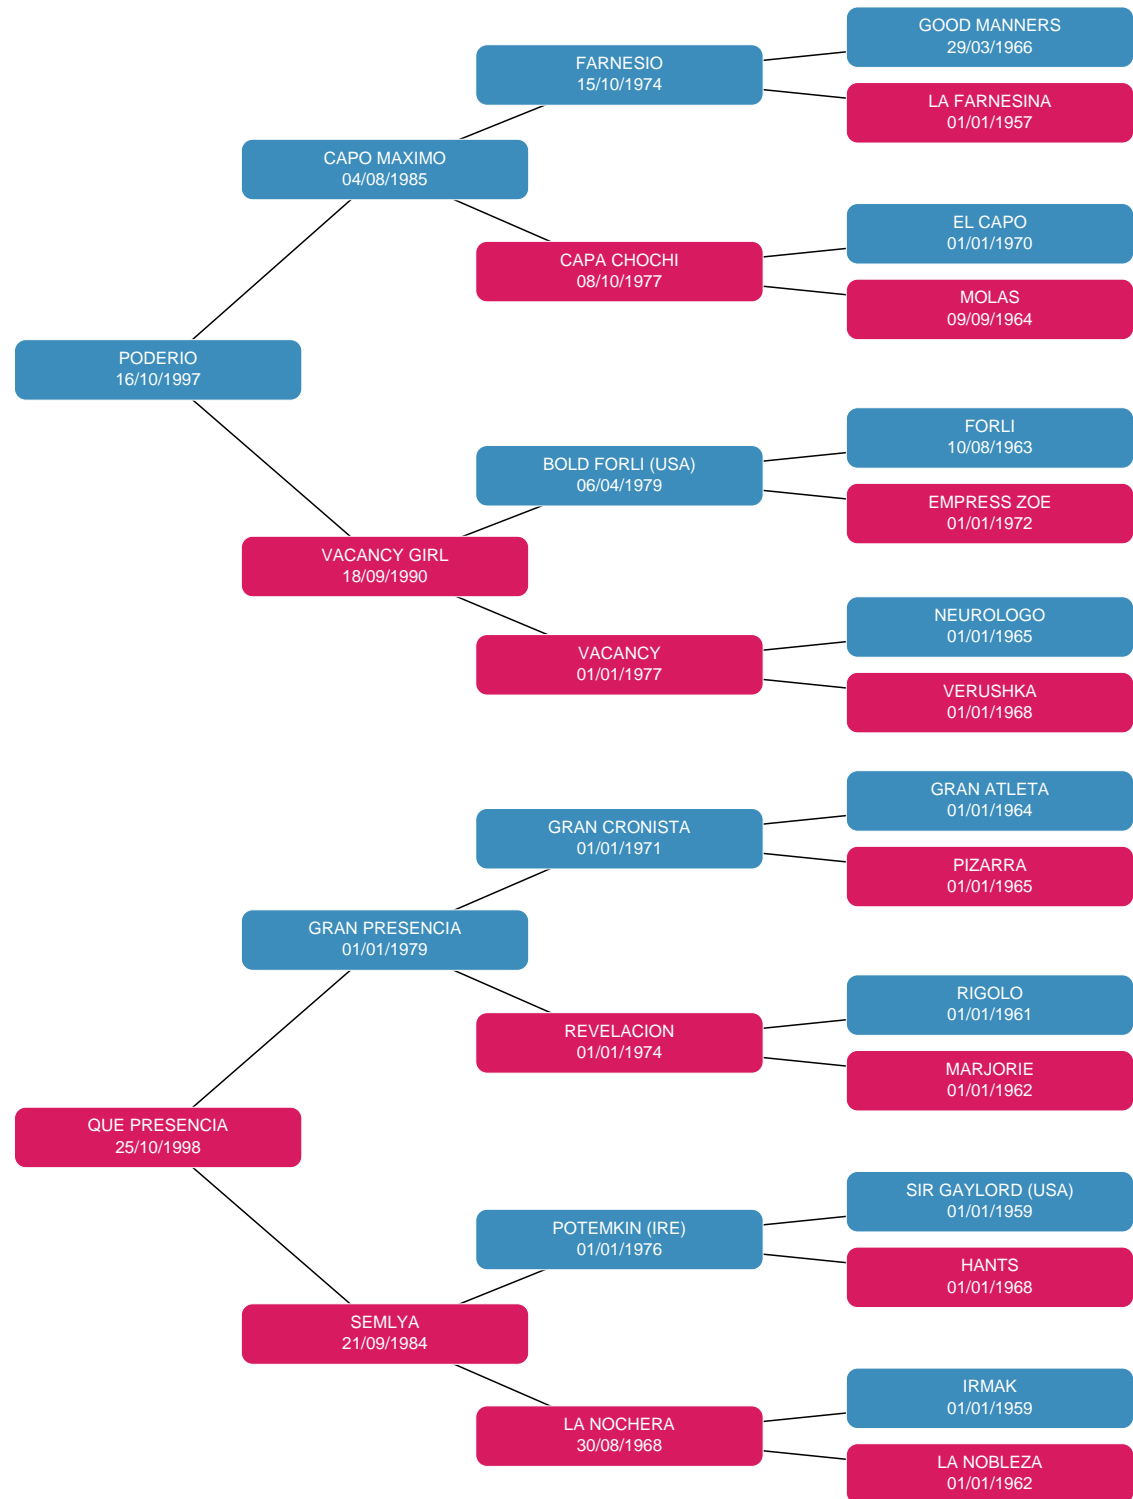 GOOD MANNERS
29/03/1966
FARNESIO
15/10/1974
LA FARNESINA
01/01/1957
CAPO MAXIMO
04/08/1985
EL CAPO
01/01/1970
CAPA CHOCHI
08/10/1977
MOLAS
09/09/1964
PODERIO
16/10/1997
FORLI
10/08/1963
BOLD FORLI (USA)
06/04/1979
EMPRESS ZOE
01/01/1972
VACANCY GIRL
18/09/1990
NEUROLOGO
01/01/1965
VACANCY
01/01/1977
VERUSHKA
01/01/1968
GRAN ATLETA
01/01/1964
GRAN CRONISTA
01/01/1971
PIZARRA
01/01/1965
GRAN PRESENCIA
01/01/1979
RIGOLO
01/01/1961
REVELACION
01/01/1974
MARJORIE
01/01/1962
QUE PRESENCIA
25/10/1998
SIR GAYLORD (USA)
01/01/1959
POTEMKIN (IRE)
01/01/1976
HANTS
01/01/1968
SEMLYA
21/09/1984
IRMAK
01/01/1959
LA NOCHERA
30/08/1968
LA NOBLEZA
01/01/1962